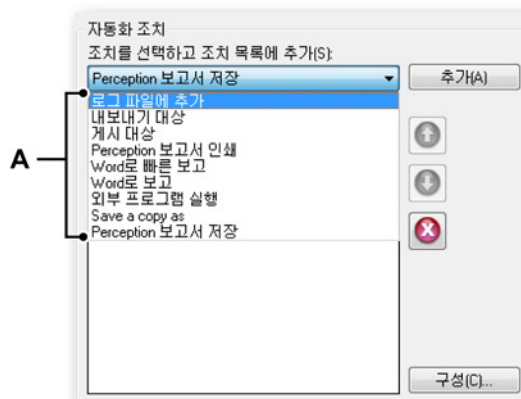 자동화 조치
조치를 선택하고 조치 목록에 추가(S):
Perception 보고서 저장
추가(A)
로그 파일에 추가
내보내기 대상
게시 대상
Perception 보고서 인쇄
Word로 빠른 보고
Word로 보고
외부 프로그램 실행
Save a copy as
Perception 보고서 저장
A
구성(C)...